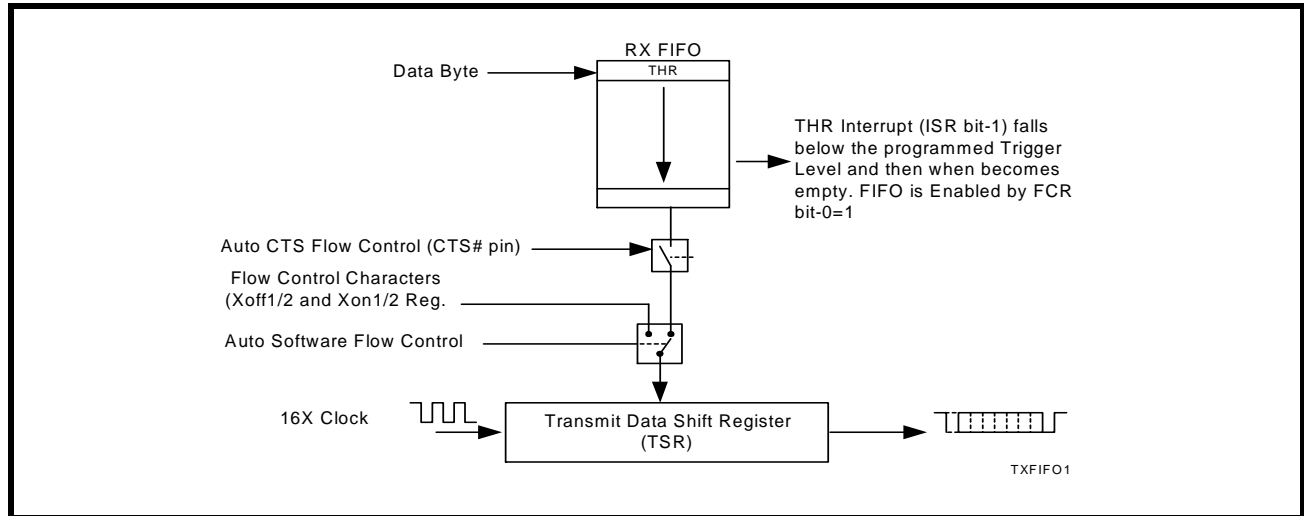 RX FIFO
Data Byte
THR
THR Interrupt (ISR bit-1) falls
below the programmed Trigger
Level and then when becomes
empty. FIFO is Enabled by FCR
bit-0=1
Auto CTS Flow Control (CTS# pin)
Flow Control Characters
(Xoff1/2 and Xon1/2 Reg.
Auto Software Flow Control
16X Clock
Transmit Data Shift Register
(TSR)
TXFIFO1